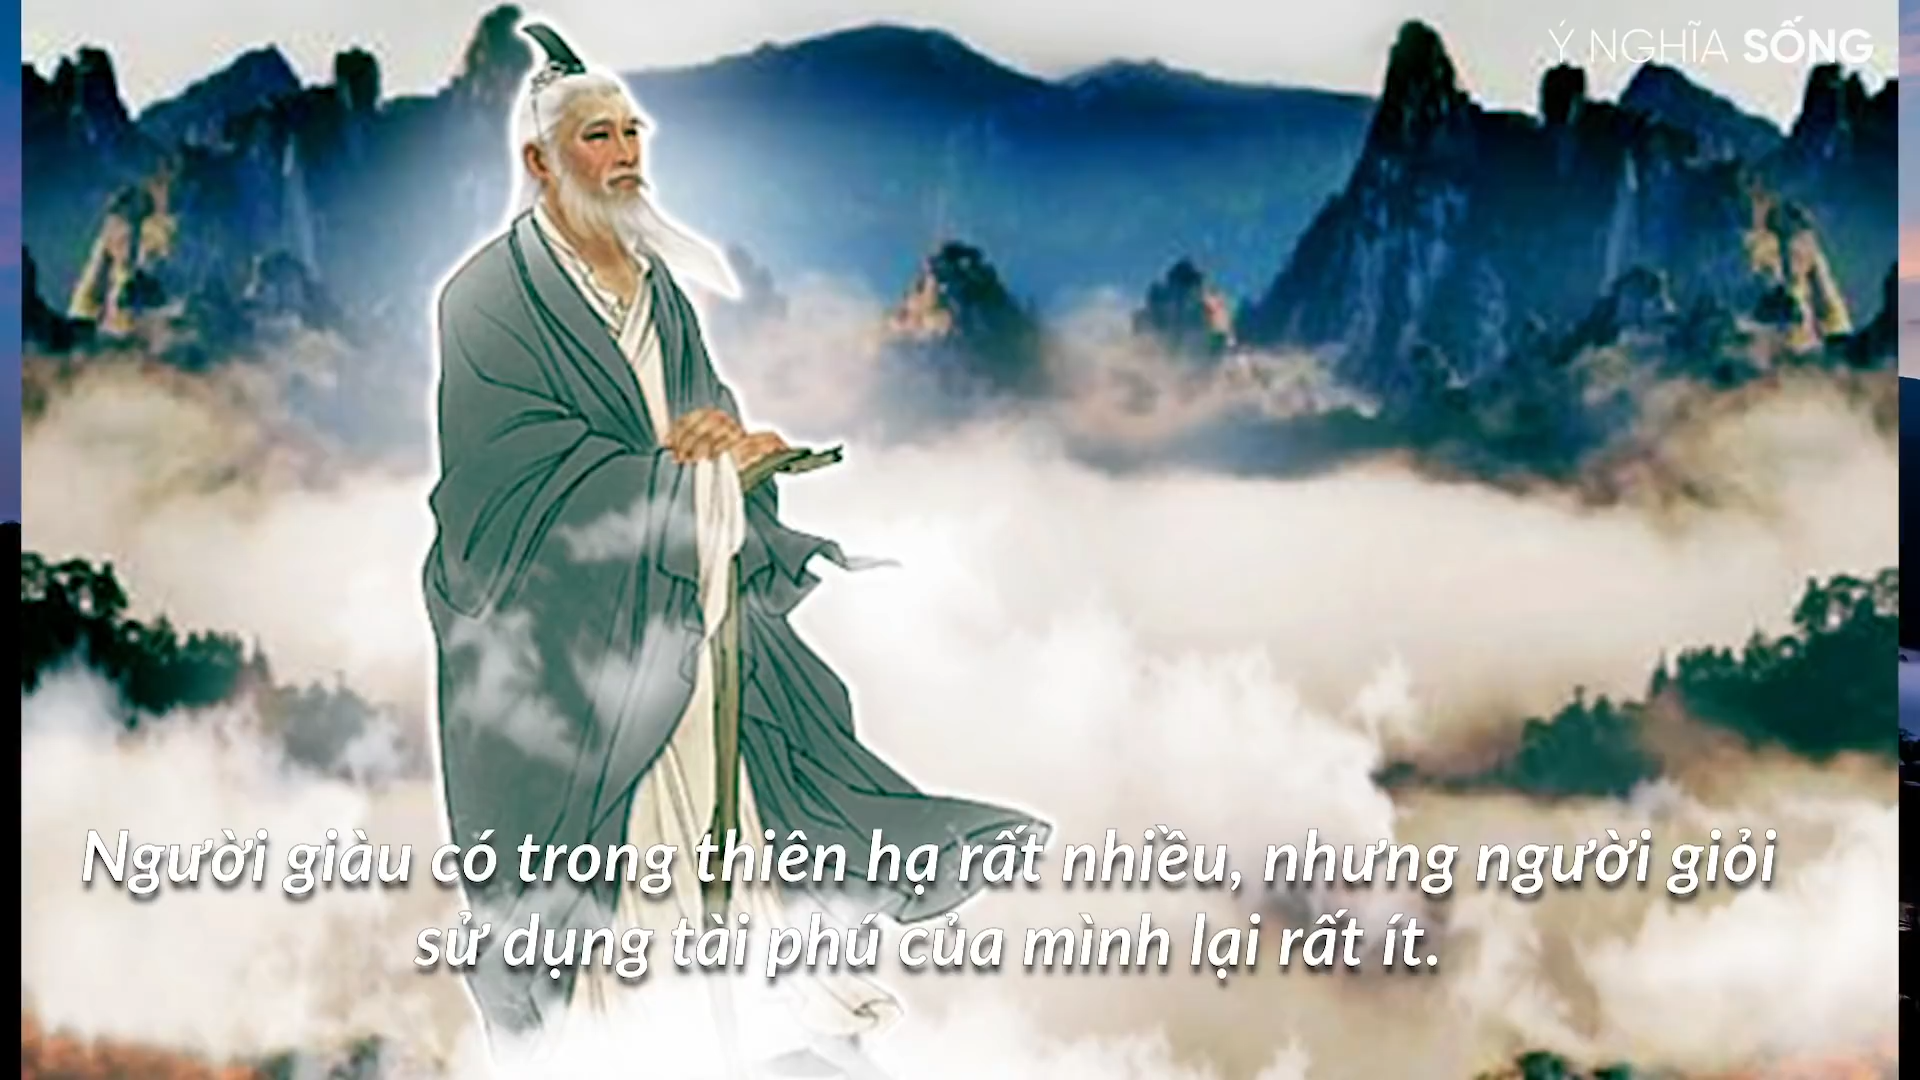 Ý NGHĨA SỐNG
Người giàu có trong thiên hạ rất nhiều, nhưng người giỏi
sử dụng tài phú của mình lại rất ít.